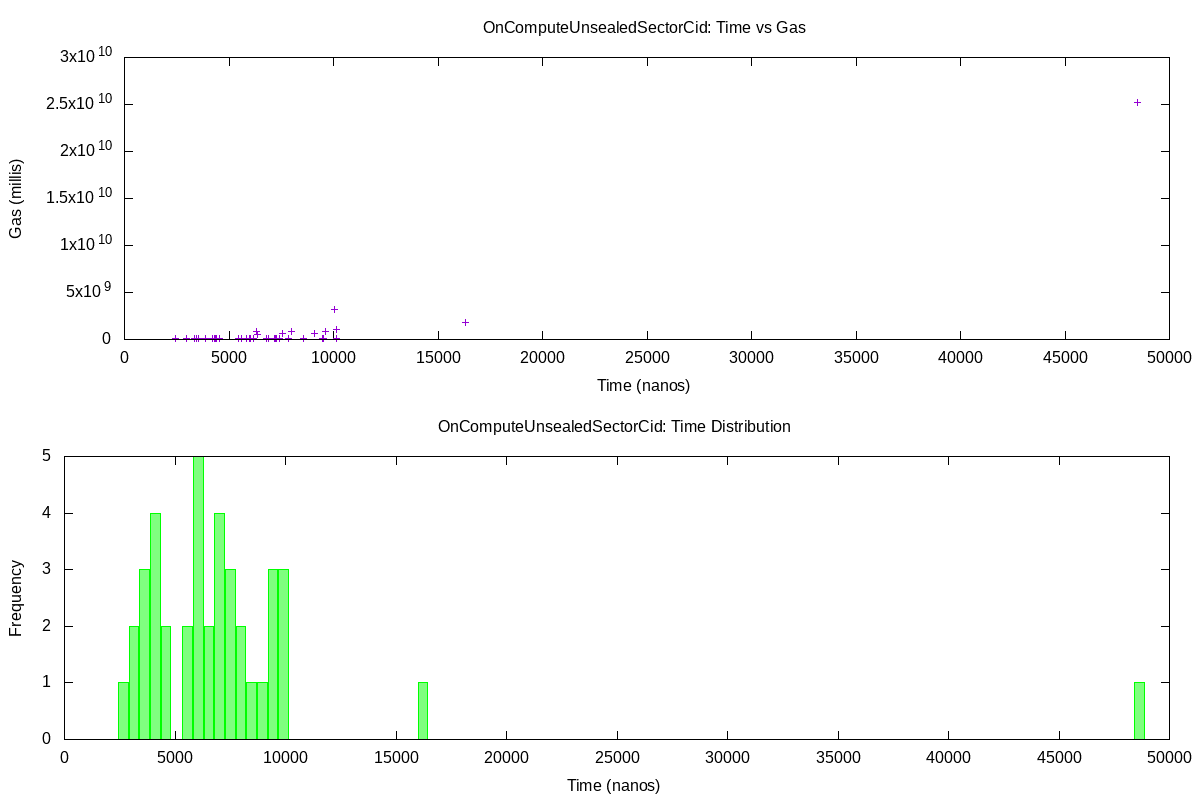 OnComputeUnsealedSectorCid: Time vs Gas
3x10^10
2.5x10^10
2x10^10
1.5x10^10
1x10^10
5x10^9
0
Gas (millis)
0 5000 10000 15000 20000 25000 30000 35000 40000 45000 50000
Time (nanos)
OnComputeUnsealedSectorCid: Time Distribution
5
4
3
2
1
0
Frequency
0 5000 10000 15000 20000 25000 30000 35000 40000 45000 50000
Time (nanos)